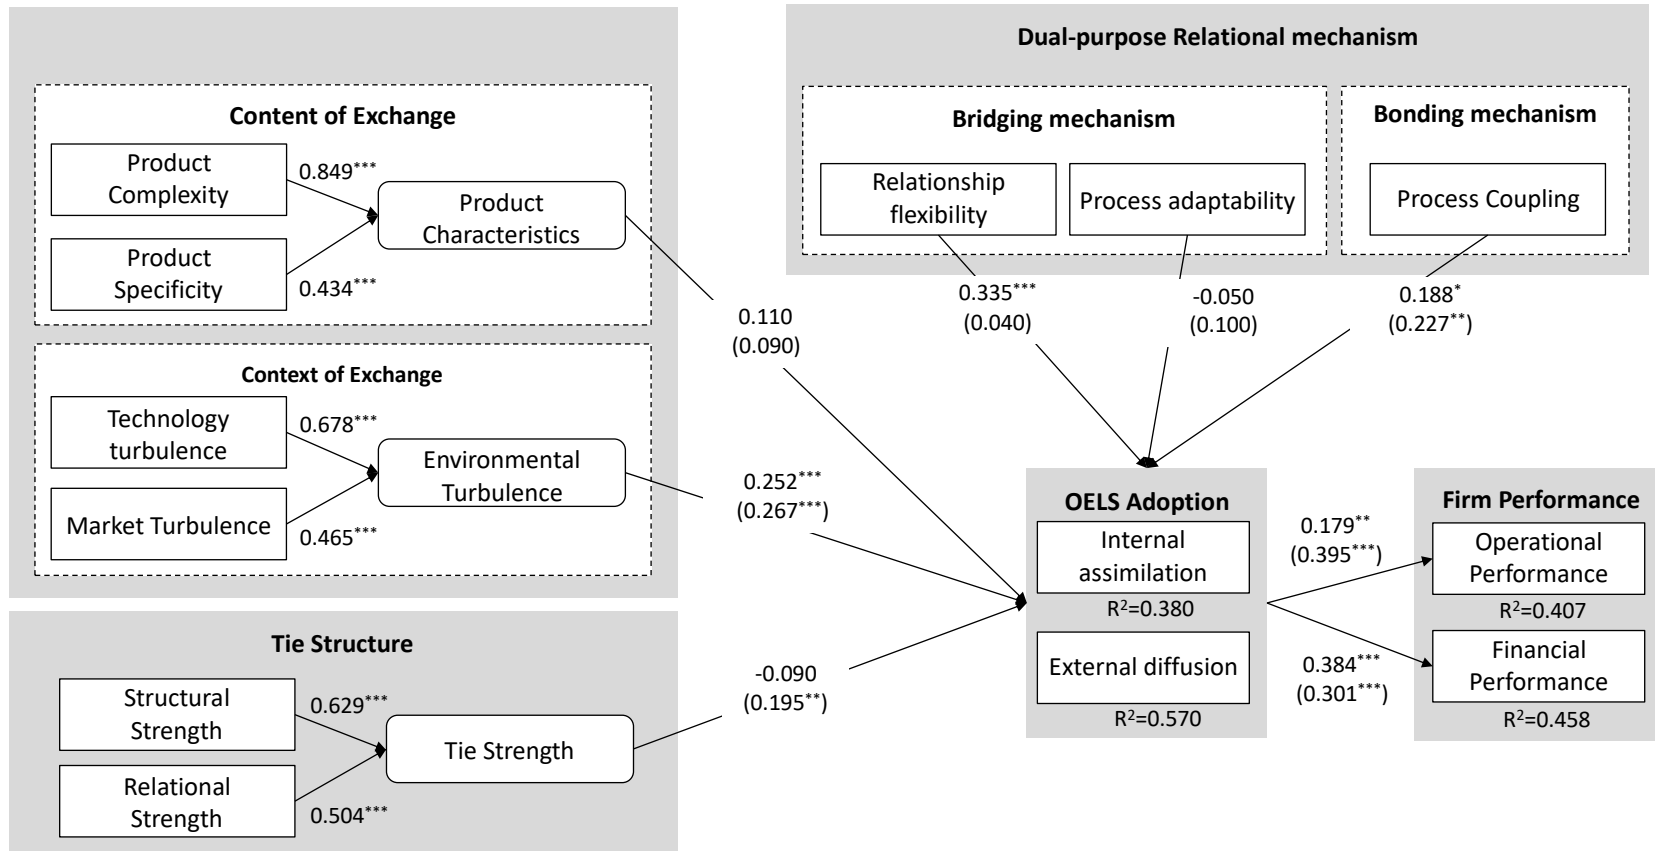 Content of Exchange
Product
Complexity
0.849***
Product
Characteristics
Product
Specificity
0.434***
Context of Exchange
Technology
turbulence
0.678***
Environmental
Turbulence
Market Turbulence
0.465***
Tie Structure
Structural
Strength
0.629***
Tie Strength
Relational
Strength
0.504***
Dual-purpose Relational mechanism
Bridging mechanism
Relationship
flexibility
Process adaptability
Bonding mechanism
Process Coupling
0.335***
(0.040)
-0.050
(0.100)
0.188*
(0.227**)
0.110
(0.090)
0.252***
(0.267***)
-0.090
(0.195**)
OELS Adoption
Internal
assimilation
R²=0.380
External diffusion
R²=0.570
0.179**
(0.395***)
0.384***
(0.301***)
Firm Performance
Operational
Performance
R²=0.407
Financial
Performance
R²=0.458